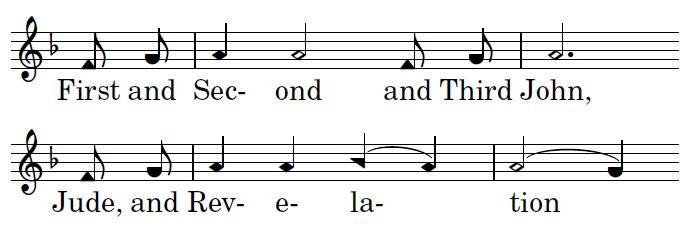 First and Sec- ond and Third John,
Jude, and Rev- e- la- tion